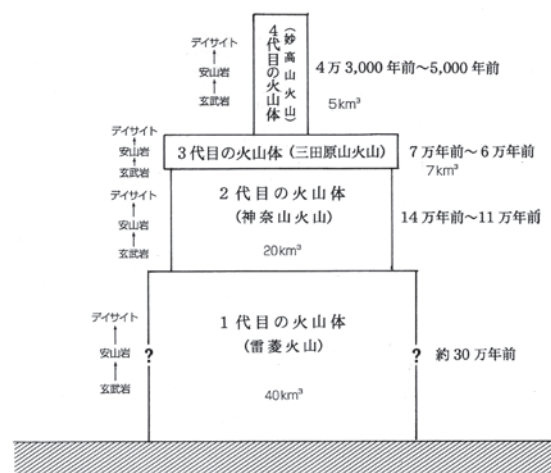 デイサイト
安山岩
玄武岩
4代目の火山体
(妙高山火山)
4万3,000年前〜5,000年前
5km³
デイサイト
安山岩
玄武岩
3代目の火山体(三田原山火山)
7万年前〜6万年前
7km³
デイサイト
安山岩
玄武岩
2代目の火山体
(神奈山火山)
20km³
14万年前〜11万年前
デイサイト
安山岩
玄武岩
?
1代目の火山体
(雷菱火山)
40km³
?
約30万年前